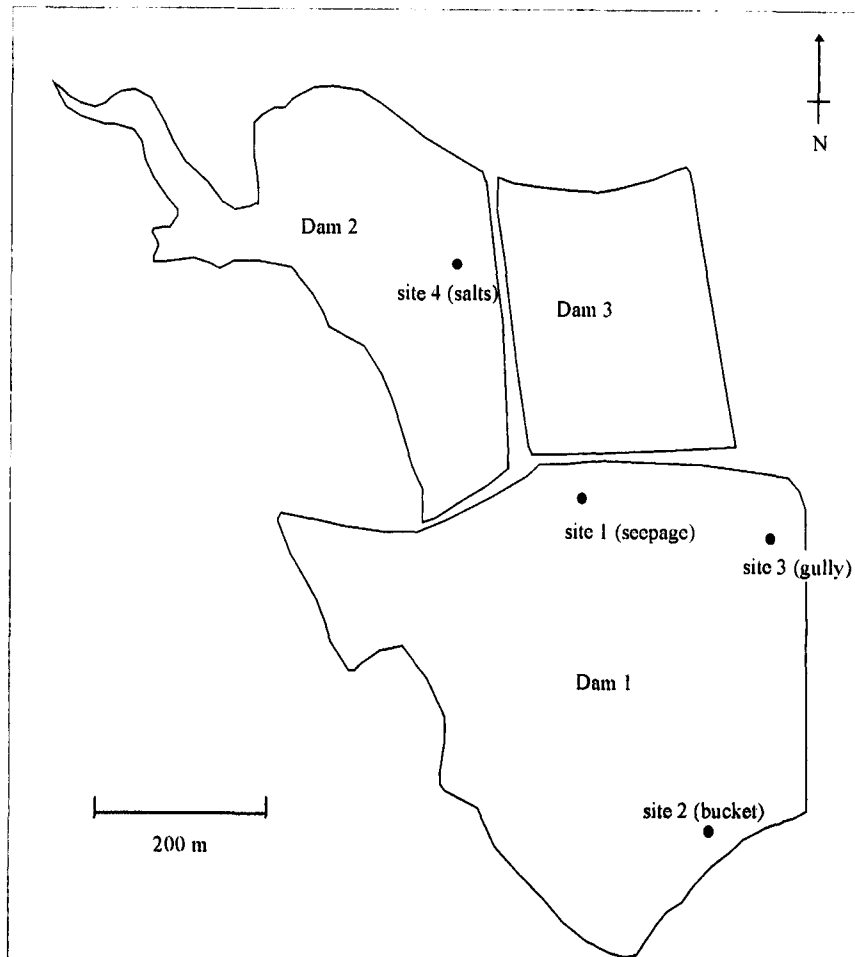 N
Dam 2
site 4 (salts)
Dam 3
site 1 (seepage)
site 3 (gully)
Dam 1
site 2 (bucket)
200 m